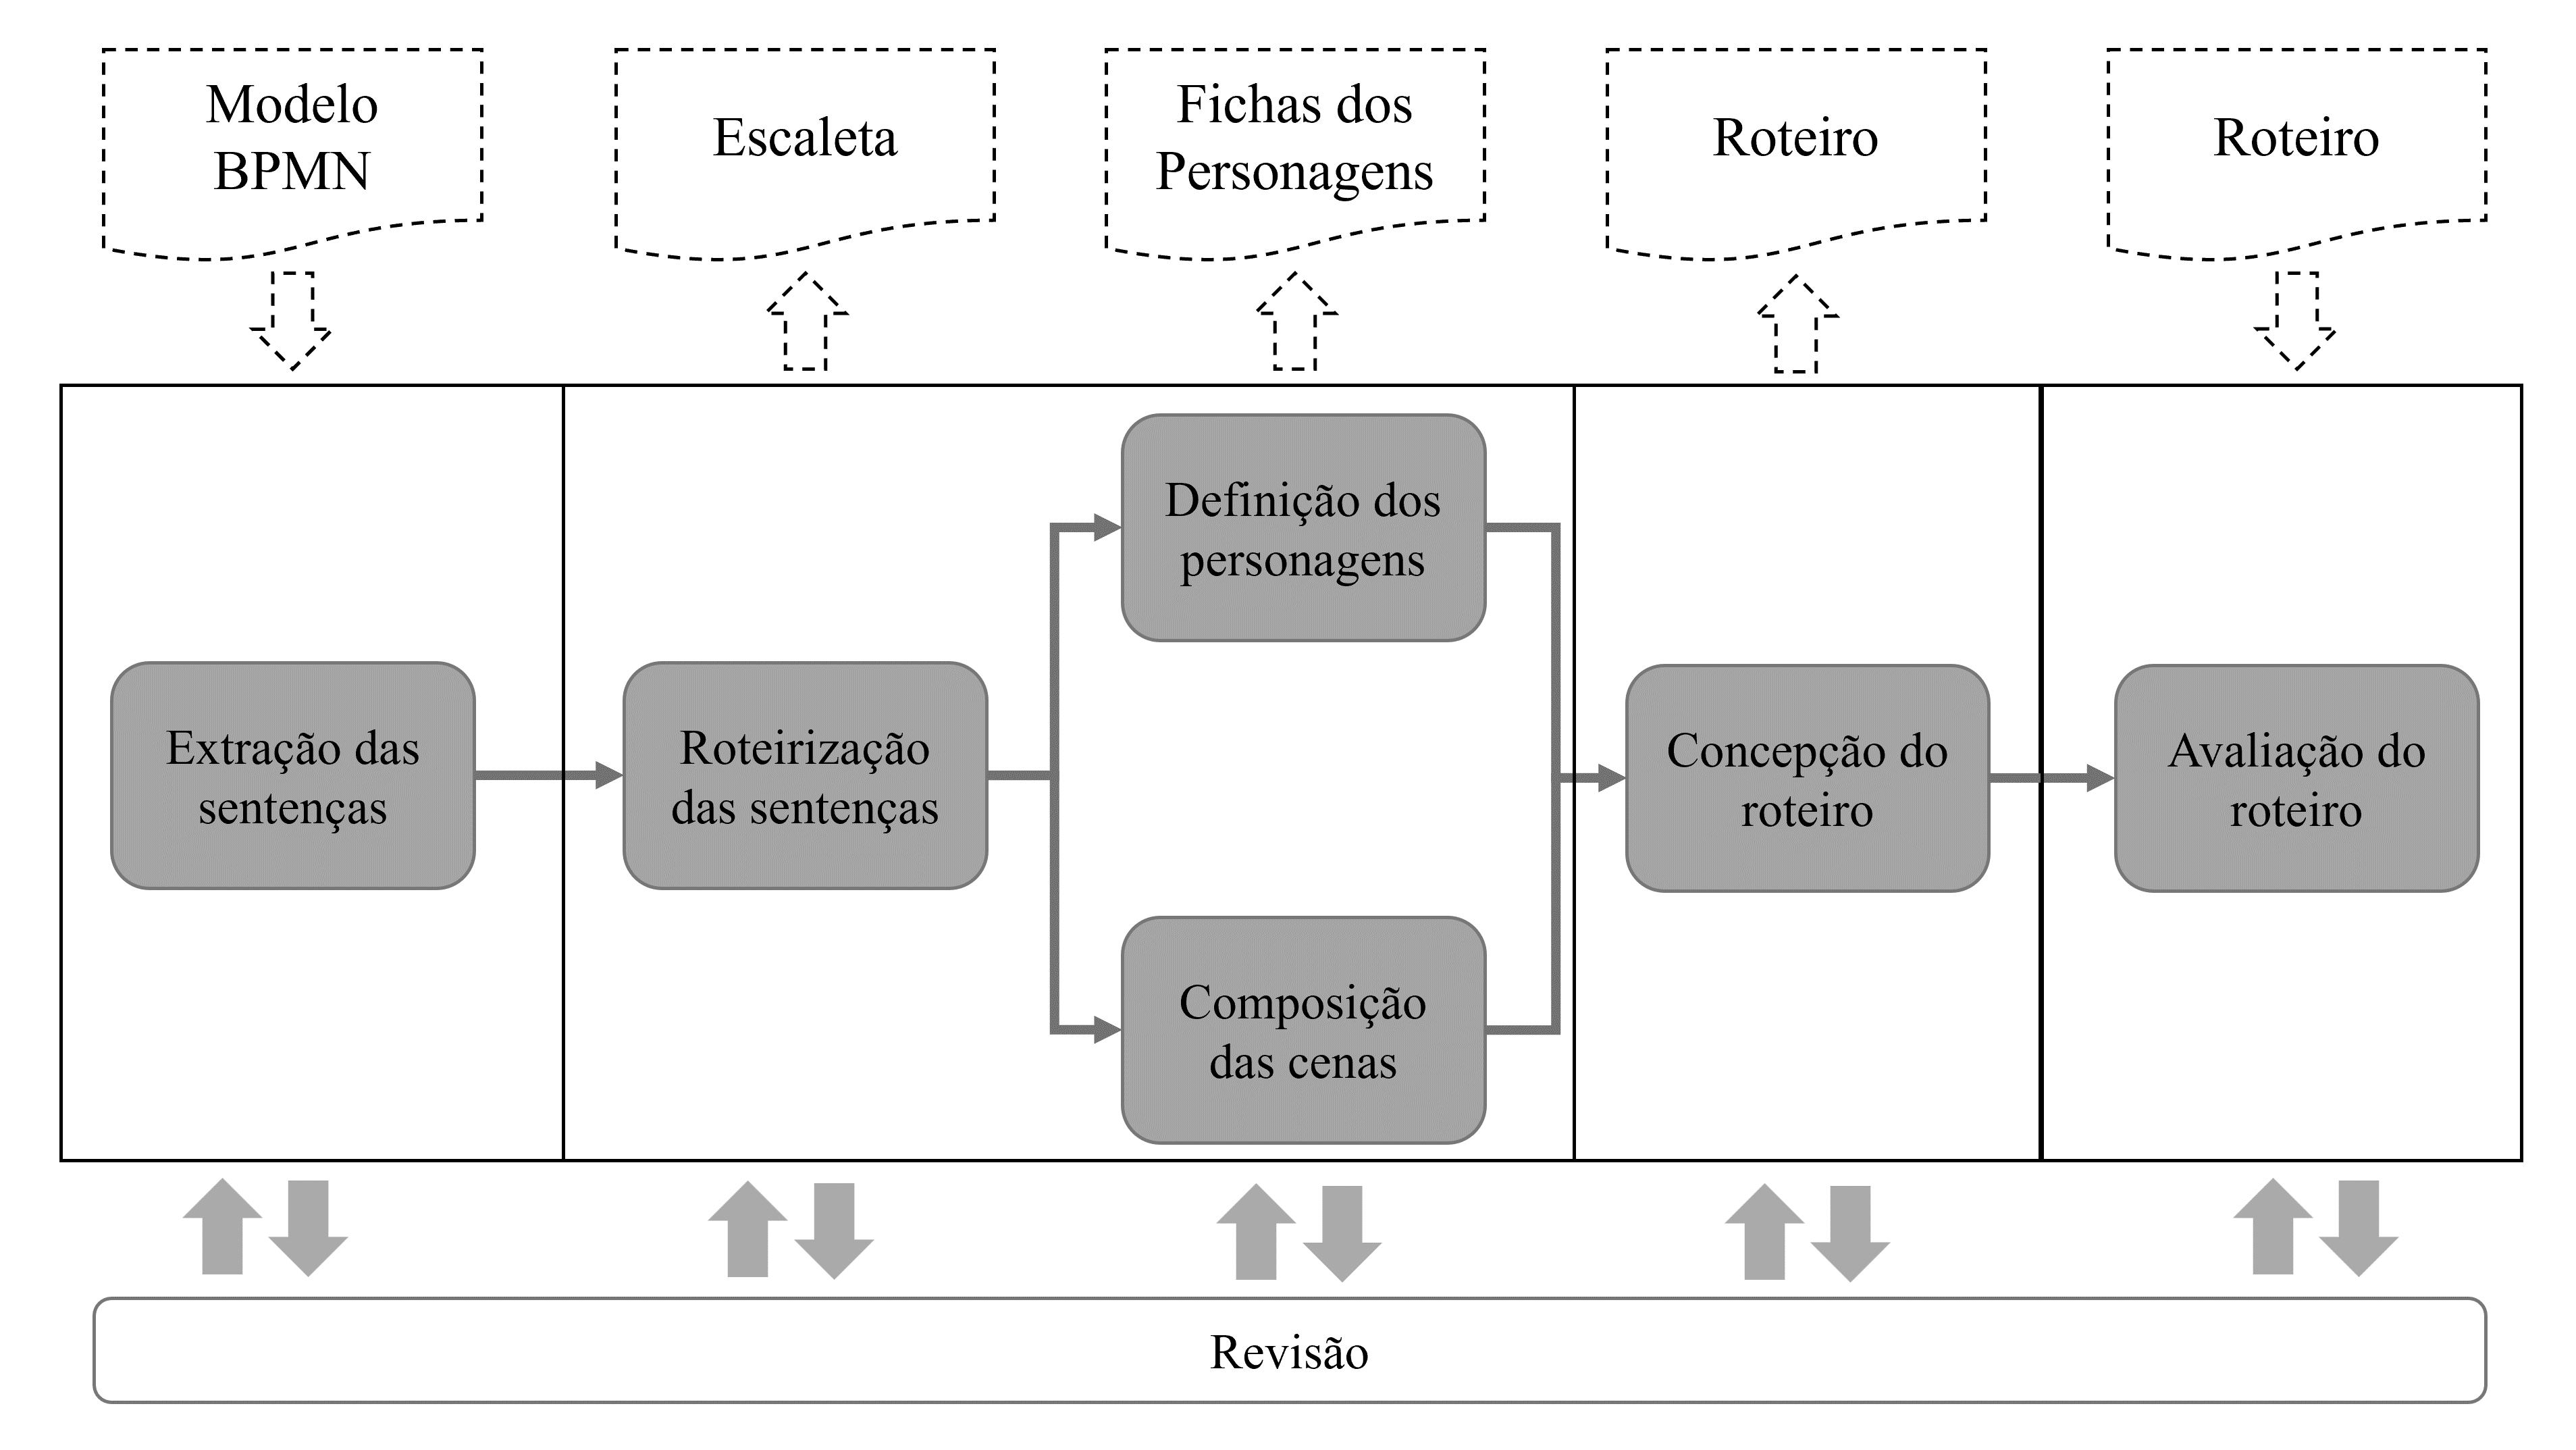 Modelo
BPMN
Escaleta
Fichas dos
Personagens
Roteiro
Roteiro
Extração das
sentenças
Roteirização
das sentenças
Definição dos
personagens
Composição
das cenas
Concepção do
roteiro
Avaliação do
roteiro
Revisão